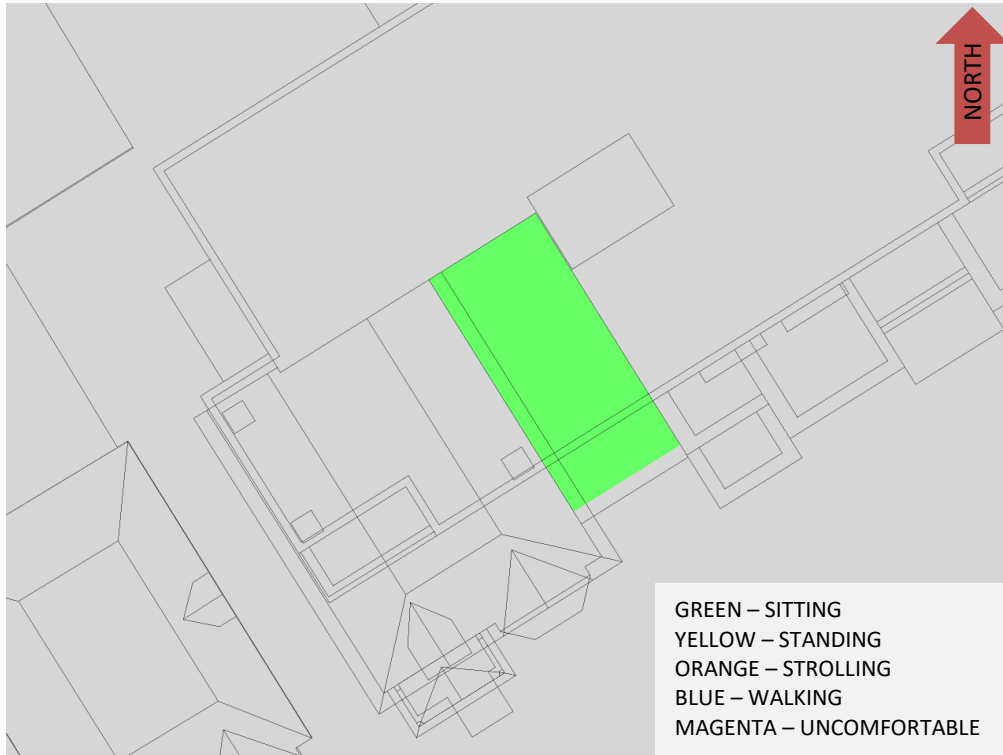 NORTH
GREEN – SITTING
YELLOW – STANDING
ORANGE – STROLLING
BLUE – WALKING
MAGENTA – UNCOMFORTABLE